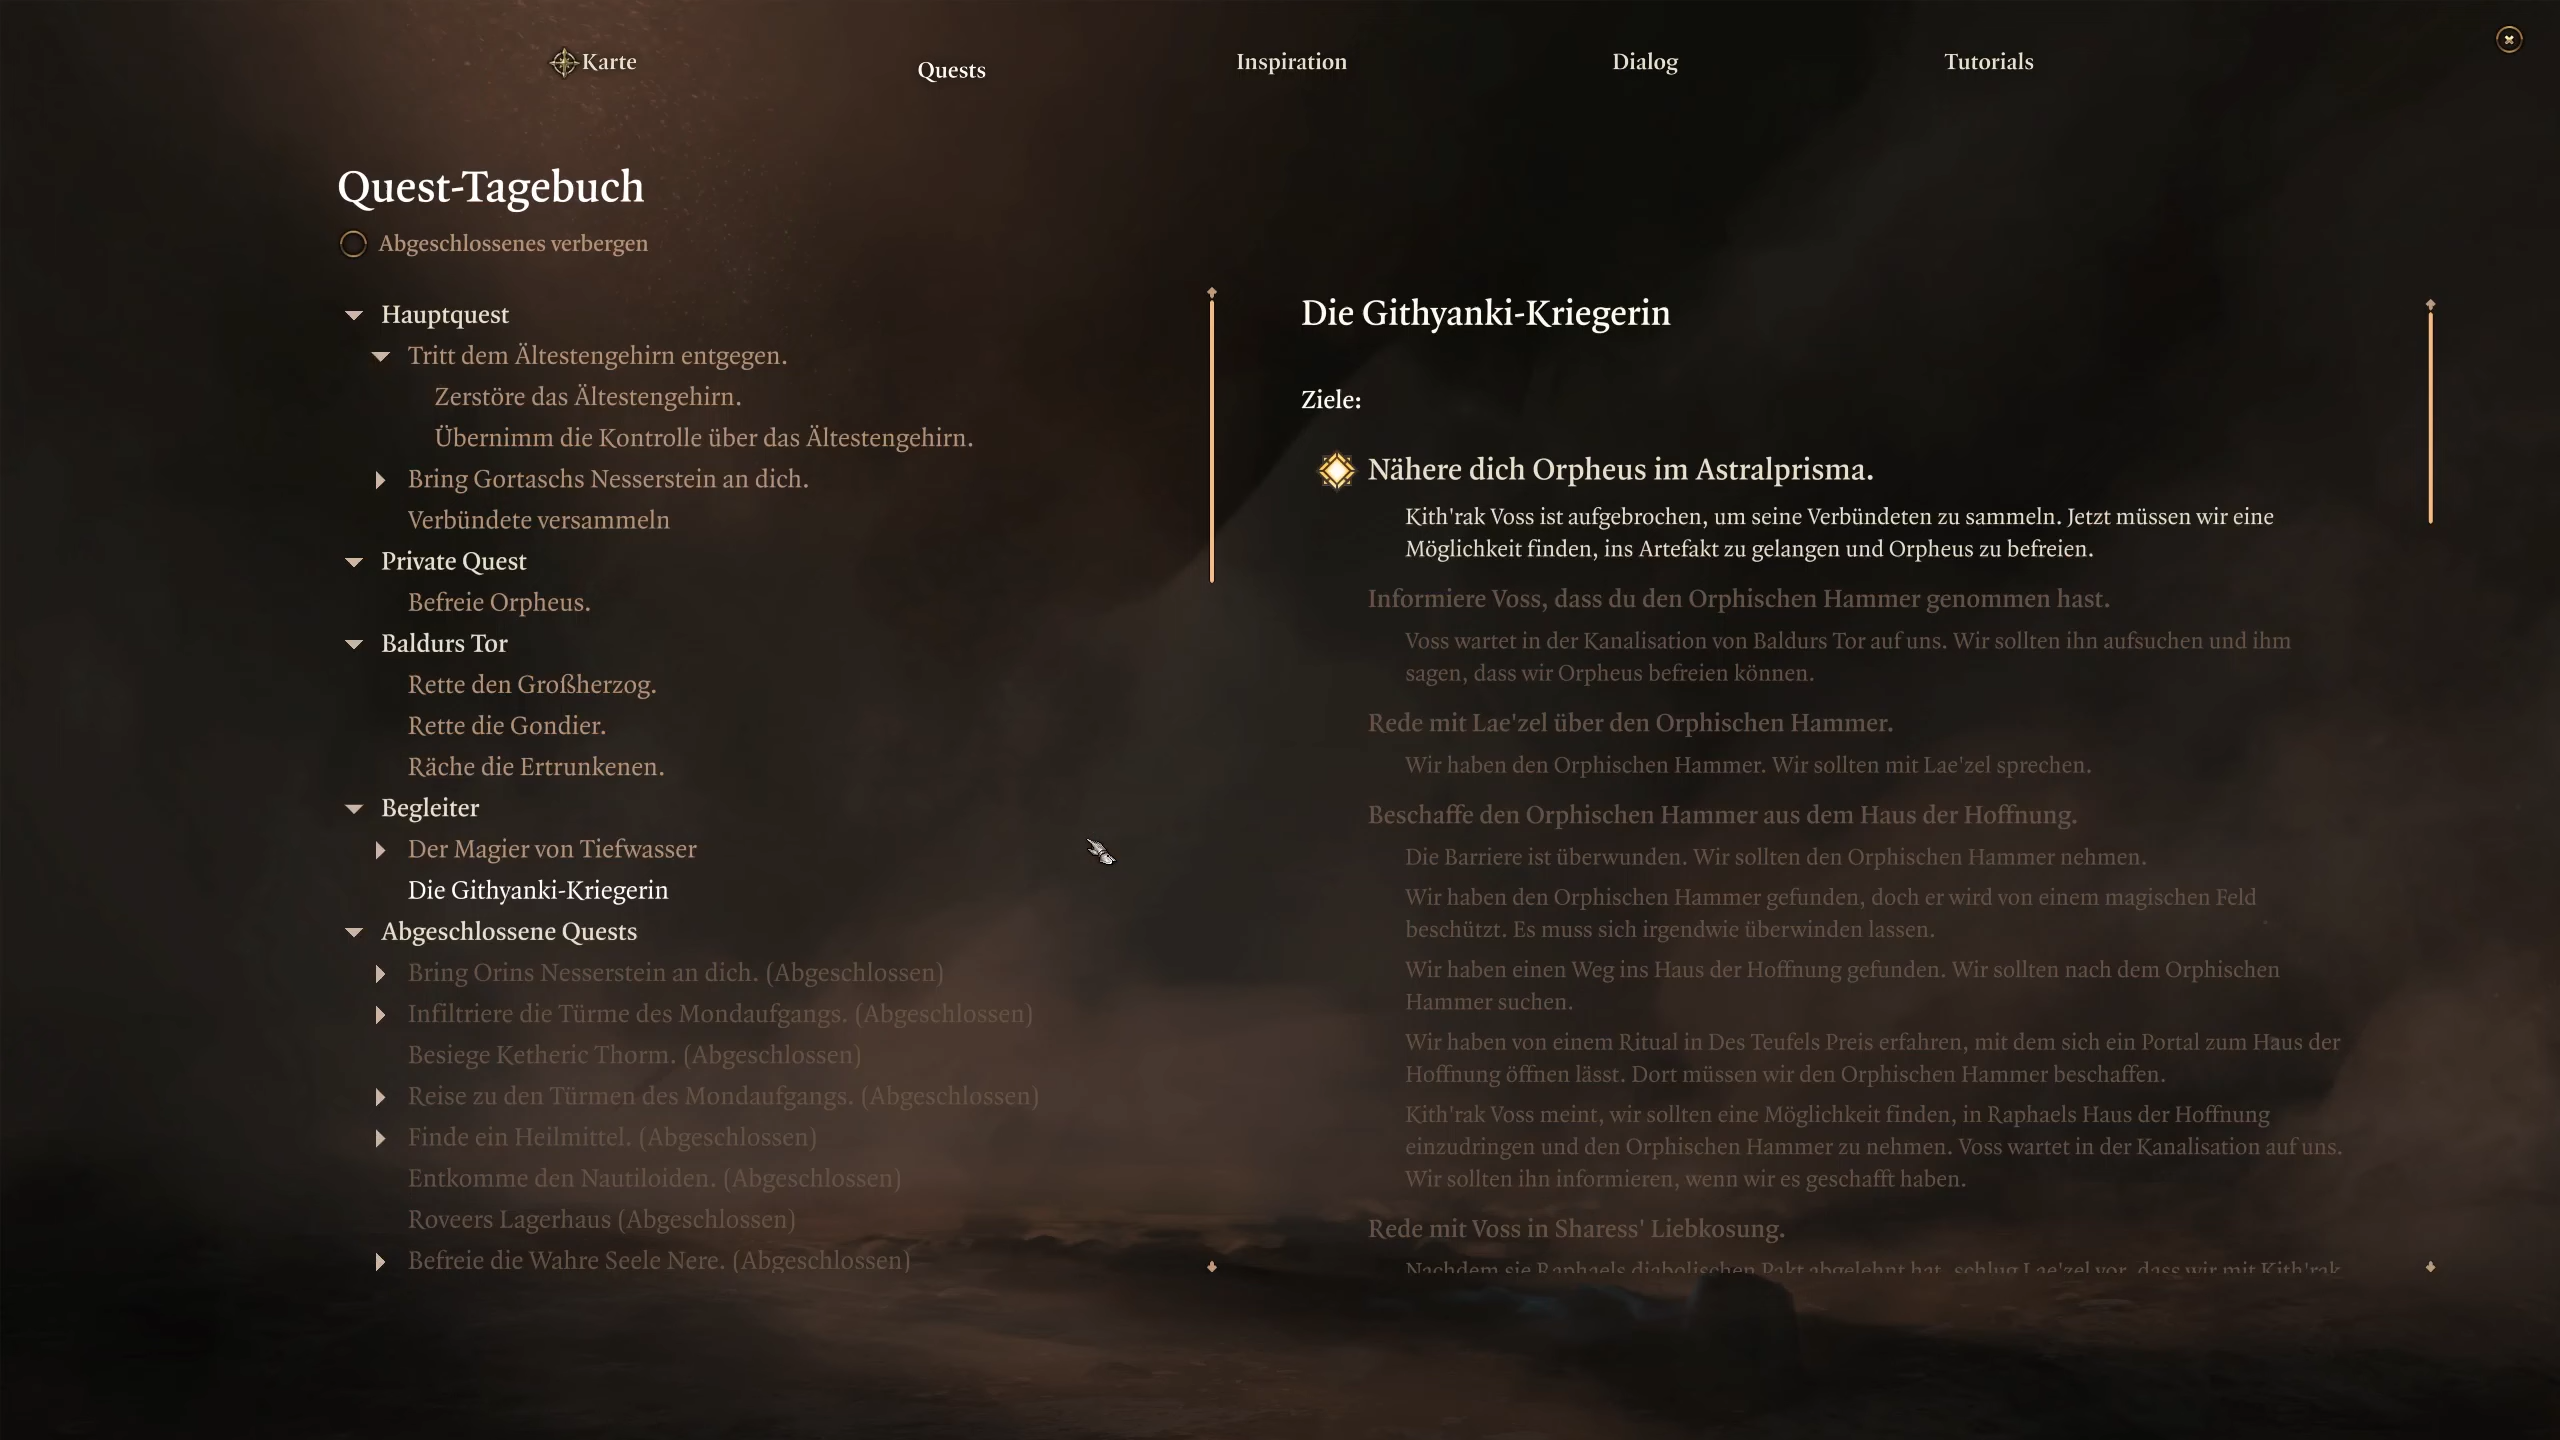 Karte
Quests
Inspiration
Dialog
Tutorials
Quest-Tagebuch
Abgeschlossenes verbergen
Hauptquest
Tritt dem Ältestengehirn entgegen.
Zerstöre das Ältestengehirn.
Übernimm die Kontrolle über das Ältestengehirn.
Bring Gortaschs Nesserstein an dich.
Verbündete versammeln
Private Quest
Befreie Orpheus.
Baldurs Tor
Rette den Großherzog.
Rette die Gondier.
Räche die Ertrunkenen.
Begleiter
Der Magier von Tiefwasser
Die Githyanki-Kriegerin
Abgeschlossene Quests
Bring Orins Nesserstein an dich. (Abgeschlossen)
Infiltriere die Türme des Mondaufgangs. (Abgeschlossen)
Besiege Ketheric Thorm. (Abgeschlossen)
Reise zu den Türmen des Mondaufgangs. (Abgeschlossen)
Finde ein Heilmittel. (Abgeschlossen)
Entkomme den Nautiloiden. (Abgeschlossen)
Roveers Lagerhaus (Abgeschlossen)
Befreie die Wahre Seele Nere. (Abgeschlossen)
Die Githyanki-Kriegerin
Ziele:
Nähere dich Orpheus im Astralprisma.
Kith'rak Voss ist aufgebrochen, um seine Verbündeten zu sammeln. Jetzt müssen wir eine
Möglichkeit finden, ins Artefakt zu gelangen und Orpheus zu befreien.
Informiere Voss, dass du den Orphischen Hammer genommen hast.
Voss wartet in der Kanalisation von Baldurs Tor auf uns. Wir sollten ihn aufsuchen und ihm
sagen, dass wir Orpheus befreien können.
Rede mit Lae'zel über den Orphischen Hammer.
Wir haben den Orphischen Hammer. Wir sollten mit Lae'zel sprechen.
Beschaffe den Orphischen Hammer aus dem Haus der Hoffnung.
Die Barriere ist überwunden. Wir sollten den Orphischen Hammer nehmen.
Wir haben den Orphischen Hammer gefunden, doch er wird von einem magischen Feld
beschützt. Es muss sich irgendwie überwinden lassen.
Wir haben einen Weg ins Haus der Hoffnung gefunden. Wir sollten nach dem Orphischen
Hammer suchen.
Wir haben von einem Ritual in Des Teufels Preis erfahren, mit dem sich ein Portal zum Haus der
Hoffnung öffnen lässt. Dort müssen wir den Orphischen Hammer beschaffen.
Kith'rak Voss meint, wir sollten eine Möglichkeit finden, in Raphaels Haus der Hoffnung
einzudringen und den Orphischen Hammer zu nehmen. Voss wartet in der Kanalisation auf uns.
Wir sollten ihn informieren, wenn wir es geschafft haben.
Rede mit Voss in Sharess' Liebkosung.
Nachdem sie Raphaels diabolischen Pakt abgelehnt hat, schlug Lae'zel vor, dass wir mit Kith'rak